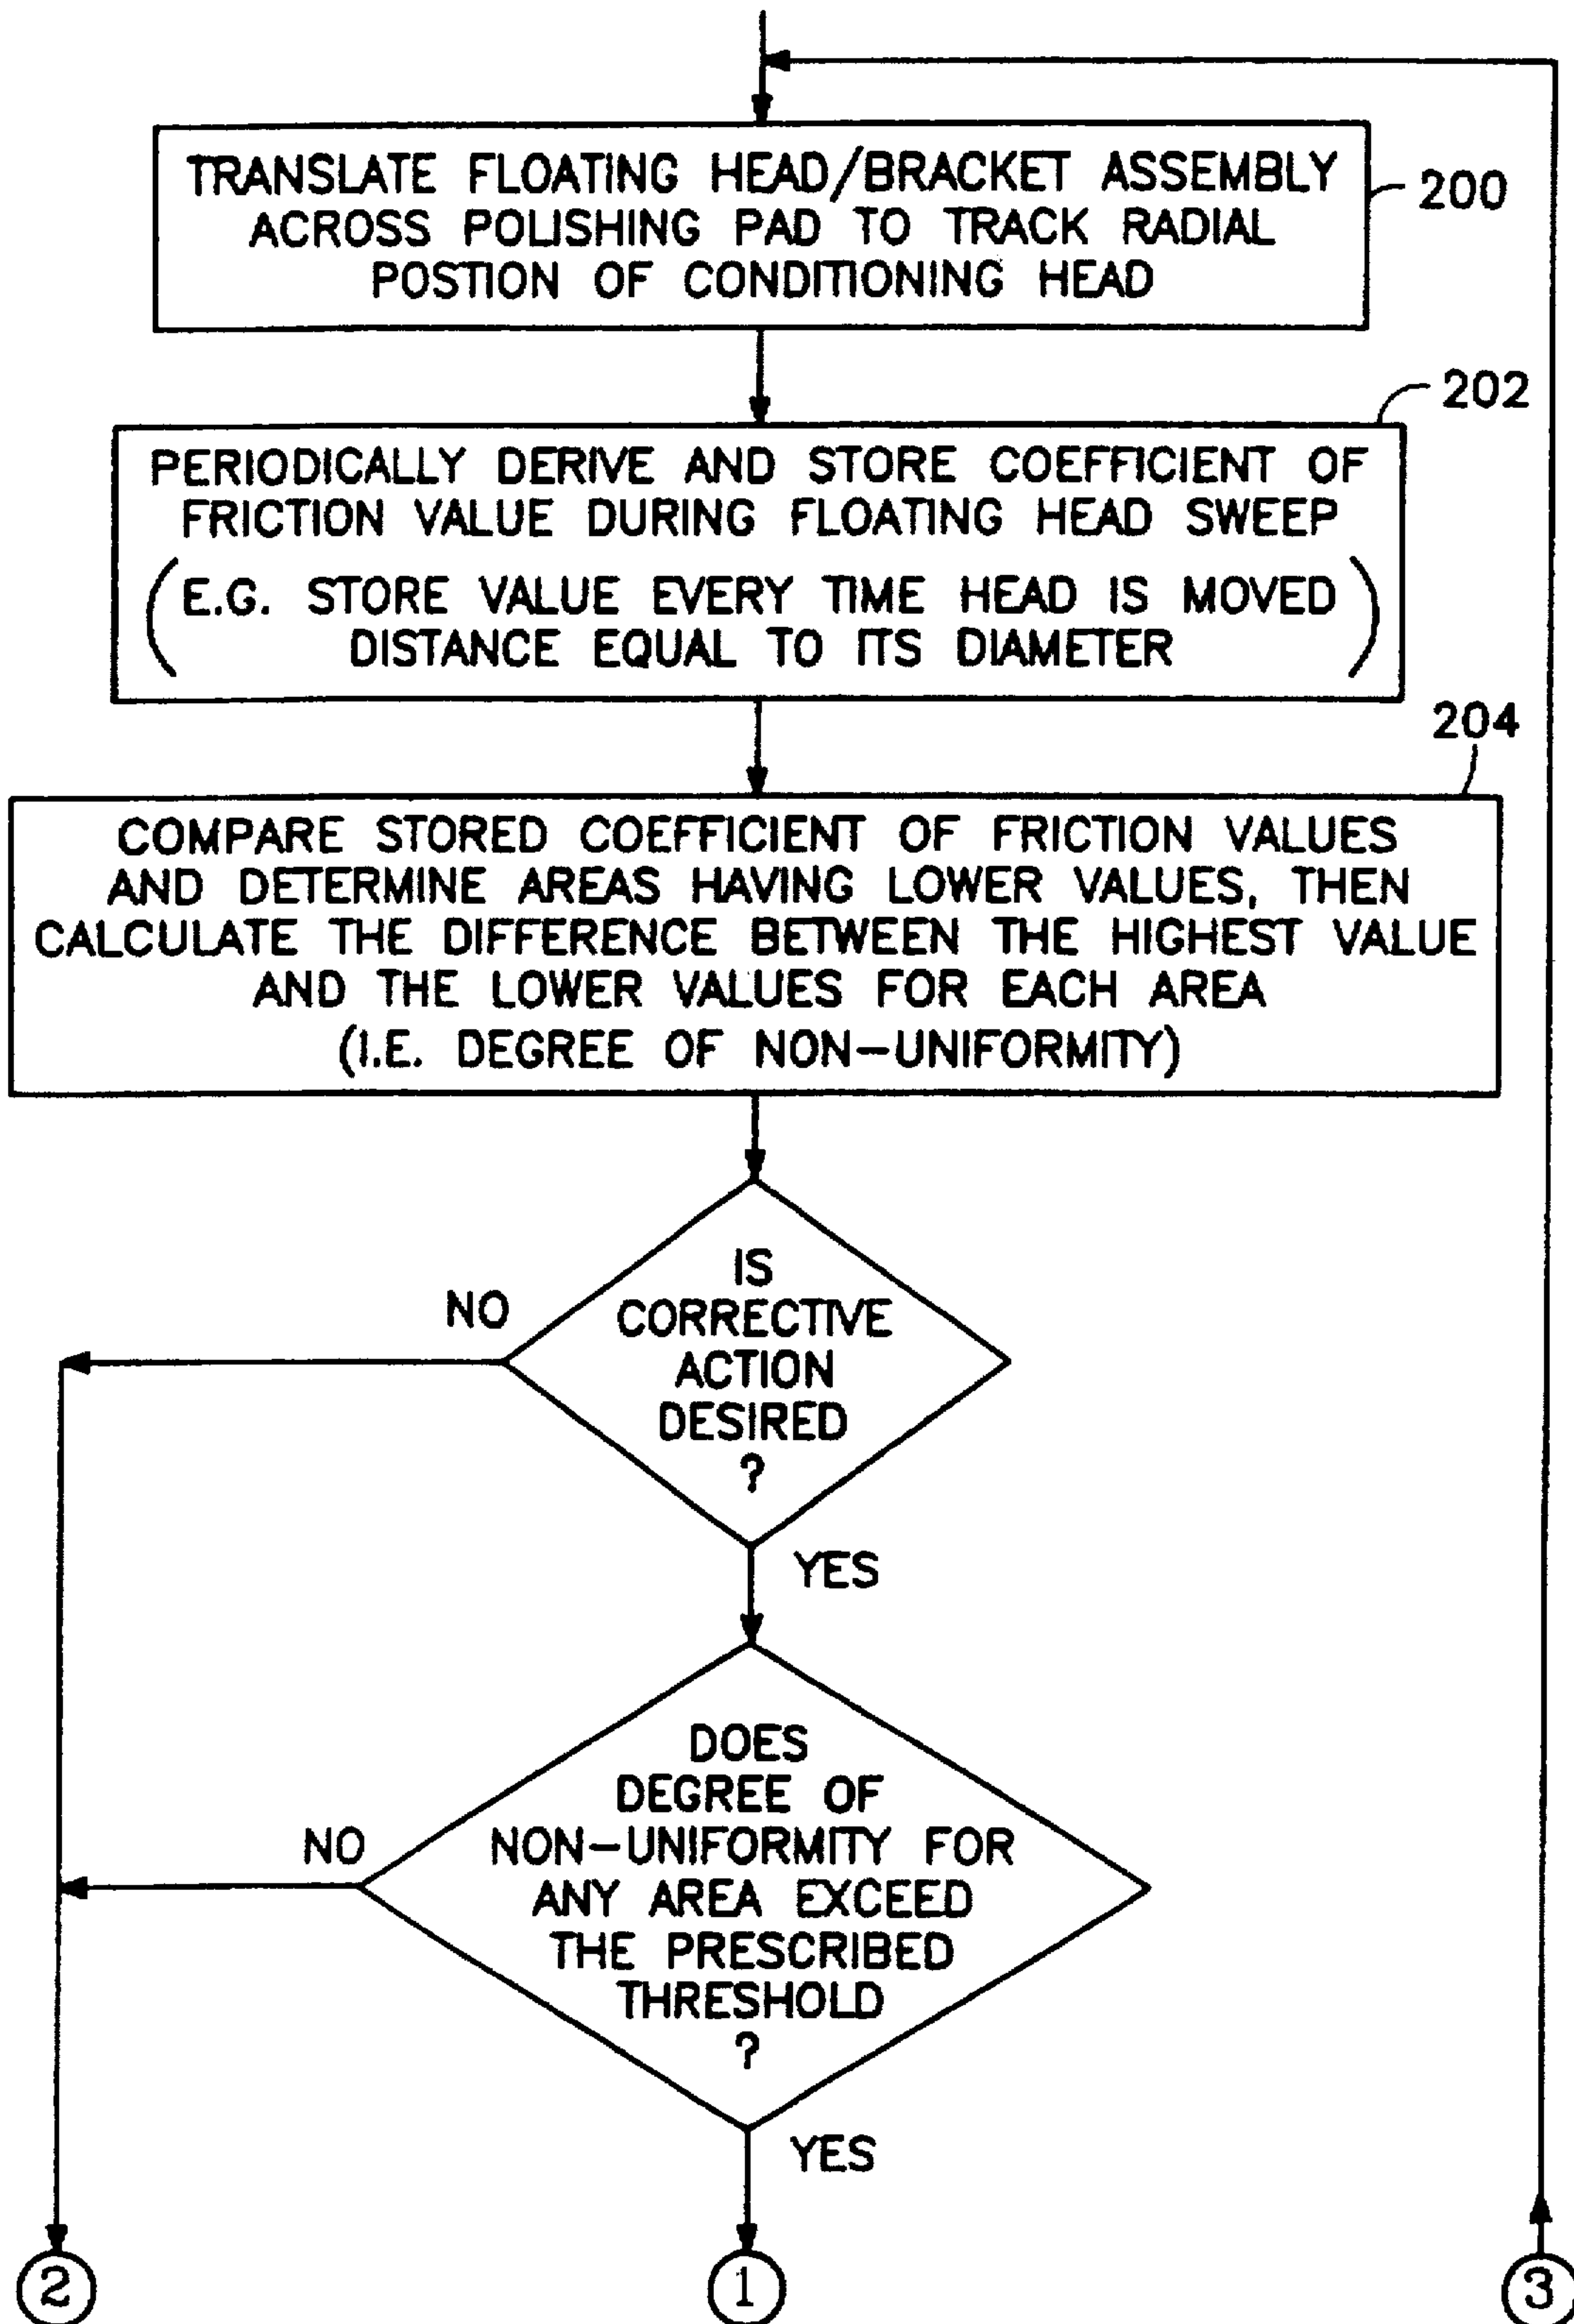 TRANSLATE FLOATING HEAD/BRACKET ASSEMBLY
ACROSS POLISHING PAD TO TRACK RADIAL
POSTION OF CONDITIONING HEAD
200
202
PERIODICALLY DERIVE AND STORE COEFFICIENT OF
FRICTION VALUE DURING FLOATING HEAD SWEEP
(E.G. STORE VALUE EVERY TIME HEAD IS MOVED
DISTANCE EQUAL TO ITS DIAMETER)
204
COMPARE STORED COEFFICIENT OF FRICTION VALUES
AND DETERMINE AREAS HAVING LOWER VALUES, THEN
CALCULATE THE DIFFERENCE BETWEEN THE HIGHEST VALUE
AND THE LOWER VALUES FOR EACH AREA
(I.E. DEGREE OF NON-UNIFORMITY)
IS
CORRECTIVE
ACTION
DESIRED
?
NO
YES
DOES
DEGREE OF
NON-UNIFORMITY FOR
ANY AREA EXCEED
THE PRESCRIBED
THRESHOLD
?
NO
YES
2
1
3